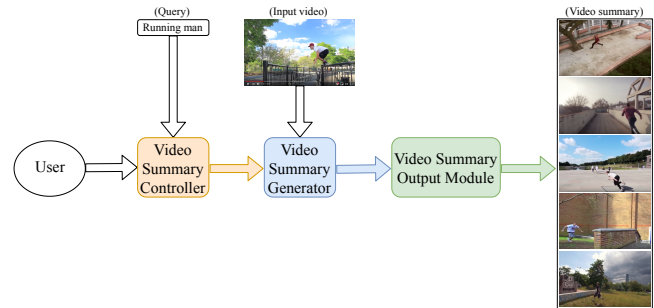 (Query)
Running man
(Input video)
(Video summary)
User
Video
Summary
Controller
Video
Summary
Generator
Video Summary
Output Module